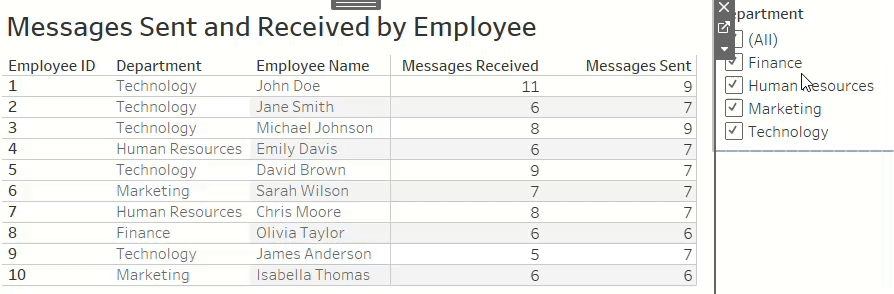 Messages Sent and Received by Employee
Employee ID Department Employee Name Messages Received Messages Sent
1 Technology John Doe 11 9
2 Technology Jane Smith 6 7
3 Technology Michael Johnson 8 9
4 Human Resources Emily Davis 6 7
5 Technology David Brown 9 7
6 Marketing Sarah Wilson 7 7
7 Human Resources Chris Moore 8 7
8 Finance Olivia Taylor 6 6
9 Technology James Anderson 5 7
10 Marketing Isabella Thomas 6 6
epartment
(All)
Finance
Human Resources
Marketing
Technology